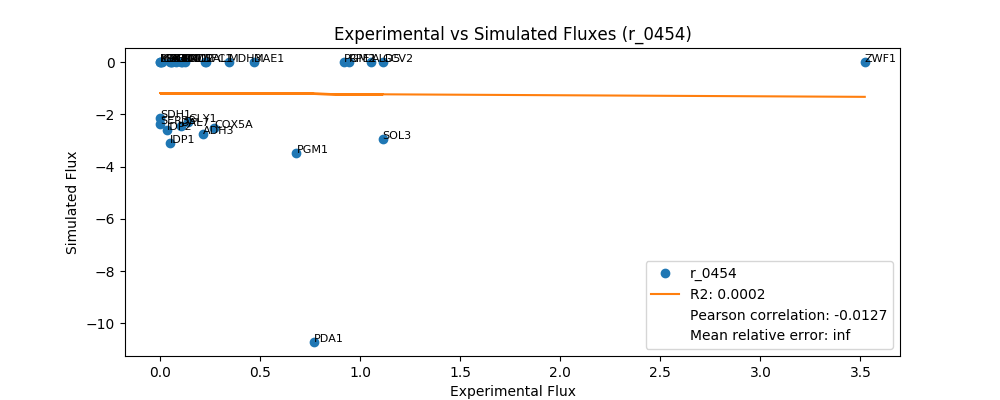 Experimental vs Simulated Fluxes (r_0454)
MAE1
ZWF1
SDH1
SER33
CLY1
COX5A
ADH3
IDP1
SOL3
PGM1
PDA1
0
−2
−4
−6
−8
−10
Simulated Flux
r_0454
R2: 0.0002
Pearson correlation: -0.0127
Mean relative error: inf
0.0
0.5
1.0
1.5
2.0
2.5
3.0
3.5
Experimental Flux